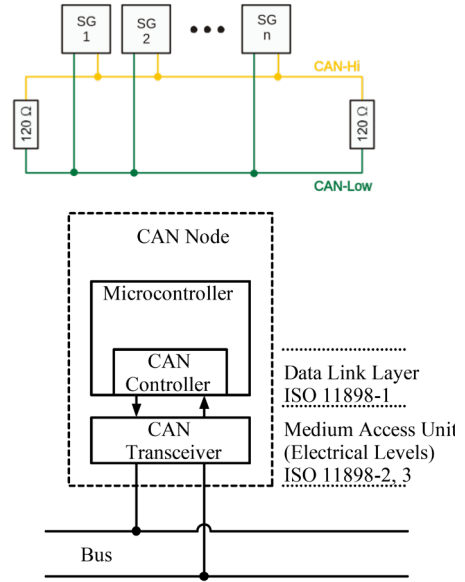 SG
1
SG
2
SG
n
CAN-Hi
120 Ω
120 Ω
CAN-Low
CAN Node
Microcontroller
CAN
Controller
Data Link Layer
ISO 11898-1
CAN
Transceiver
Medium Access Unit
(Electrical Levels)
ISO 11898-2, 3
Bus